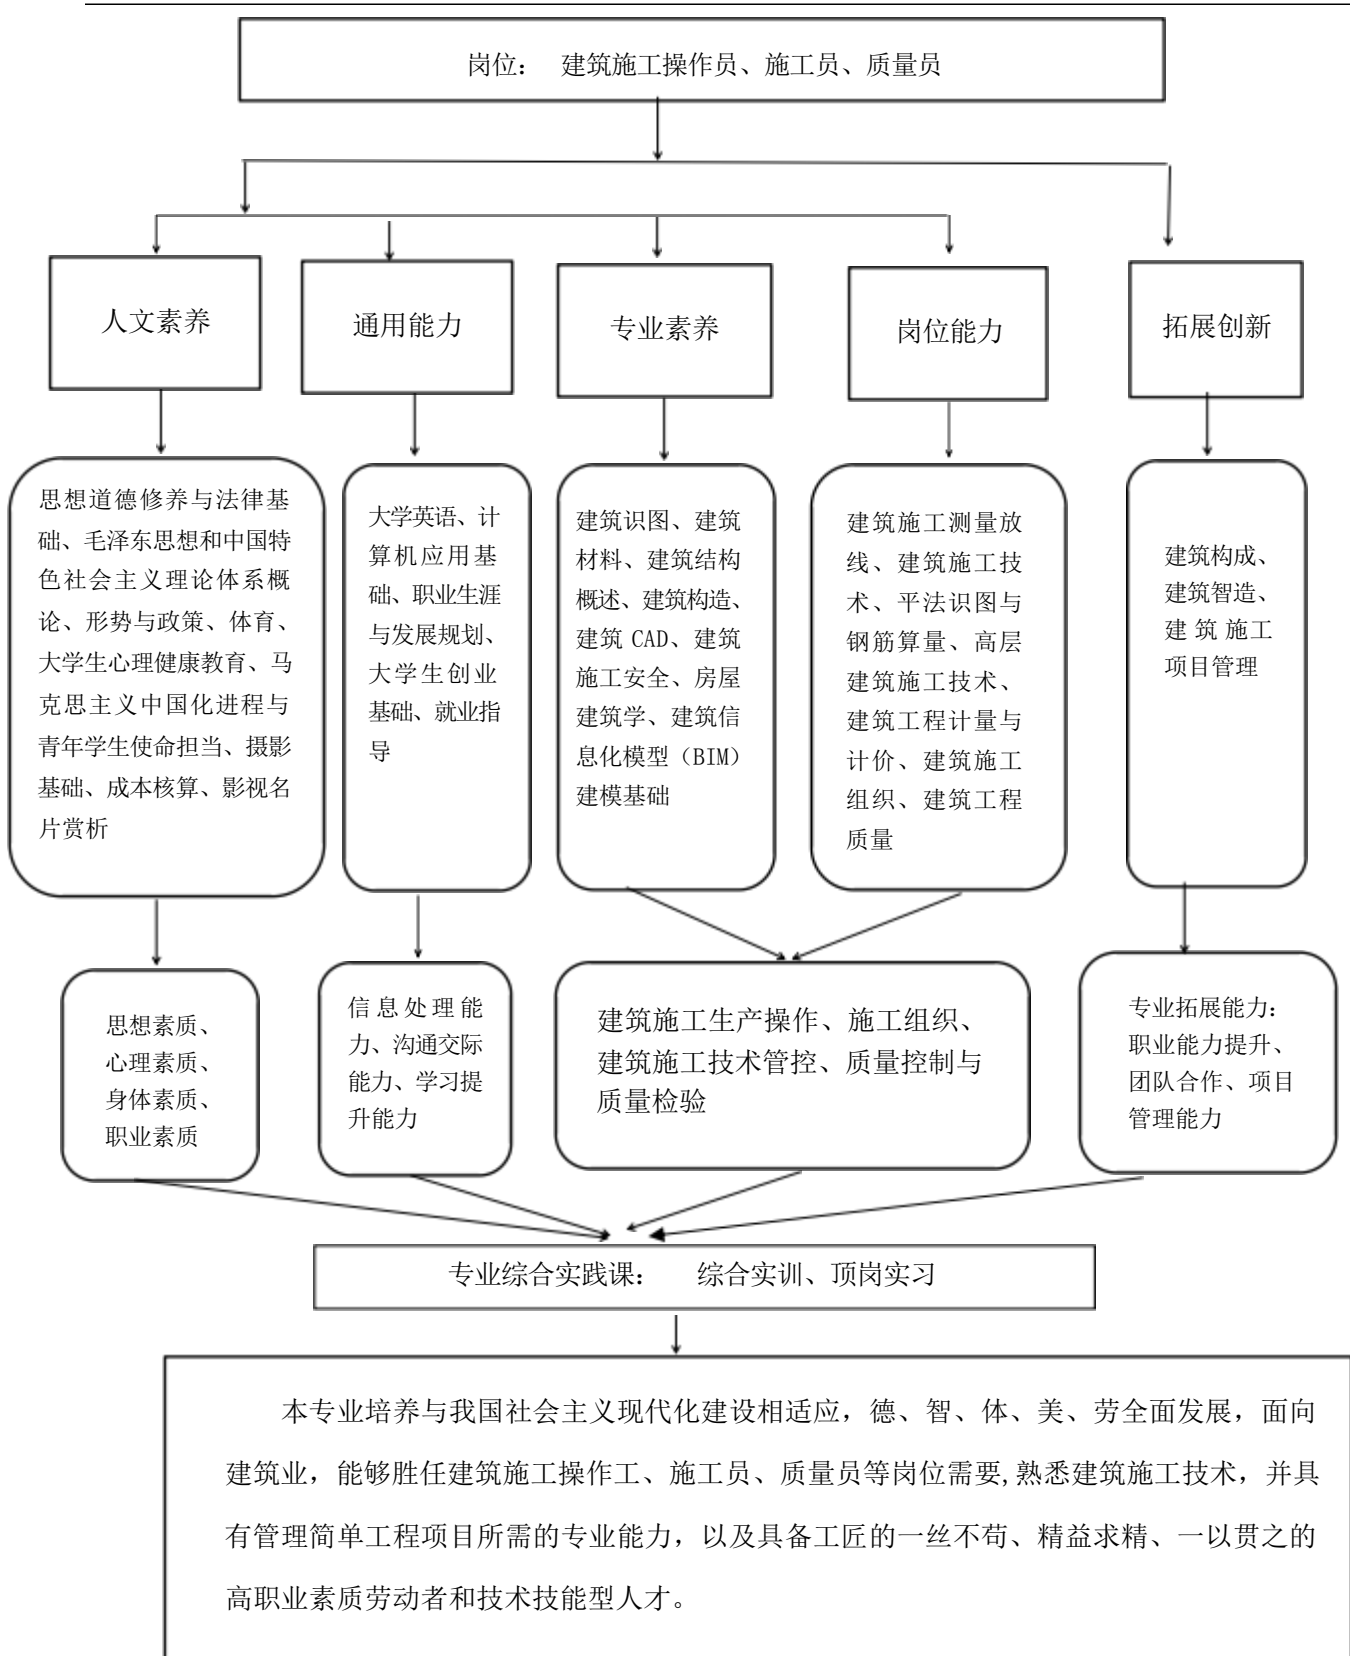 岗位： 建筑施工操作员、施工员、质量员
人文素养
通用能力
专业素养
岗位能力
拓展创新
思想道德修养与法律基
础、毛泽东思想和中国特
色社会主义理论体系概
论、形势与政策、体育、
大学生心理健康教育、马
克思主义中国化进程与
青年学生使命担当、摄影
基础、成本核算、影视名
片赏析
大学英语、计
算机应用基
础、职业生涯
与发展规划、
大学生创业
基础、就业指
导
建筑识图、建筑
材料、建筑结构
概述、建筑构造、
建筑 CAD、建筑
施工安全、房屋
建筑学、建筑信
息化模型（BIM）
建模基础
建筑施工测量放
线、建筑施工技
术、平法识图与
钢筋算量、高层
建筑施工技术、
建筑工程计量与
计价、建筑施工
组织、建筑工程
质量
建筑构成、
建筑智造、
建筑施工
项目管理
思想素质、
心理素质、
身体素质、
职业素质
信息处理能
力、沟通交际
能力、学习提
升能力
建筑施工生产操作、施工组织、
建筑施工技术管控、质量控制与
质量检验
专业拓展能力：
职业能力提升、
团队合作、项目
管理能力
专业综合实践课： 综合实训、顶岗实习
本专业培养与我国社会主义现代化建设相适应，德、智、体、美、劳全面发展，面向
建筑业，能够胜任建筑施工操作工、施工员、质量员等岗位需要,熟悉建筑施工技术，并具
有管理简单工程项目所需的专业能力，以及具备工匠的一丝不苟、精益求精、一以贯之的
高职业素质劳动者和技术技能型人才。